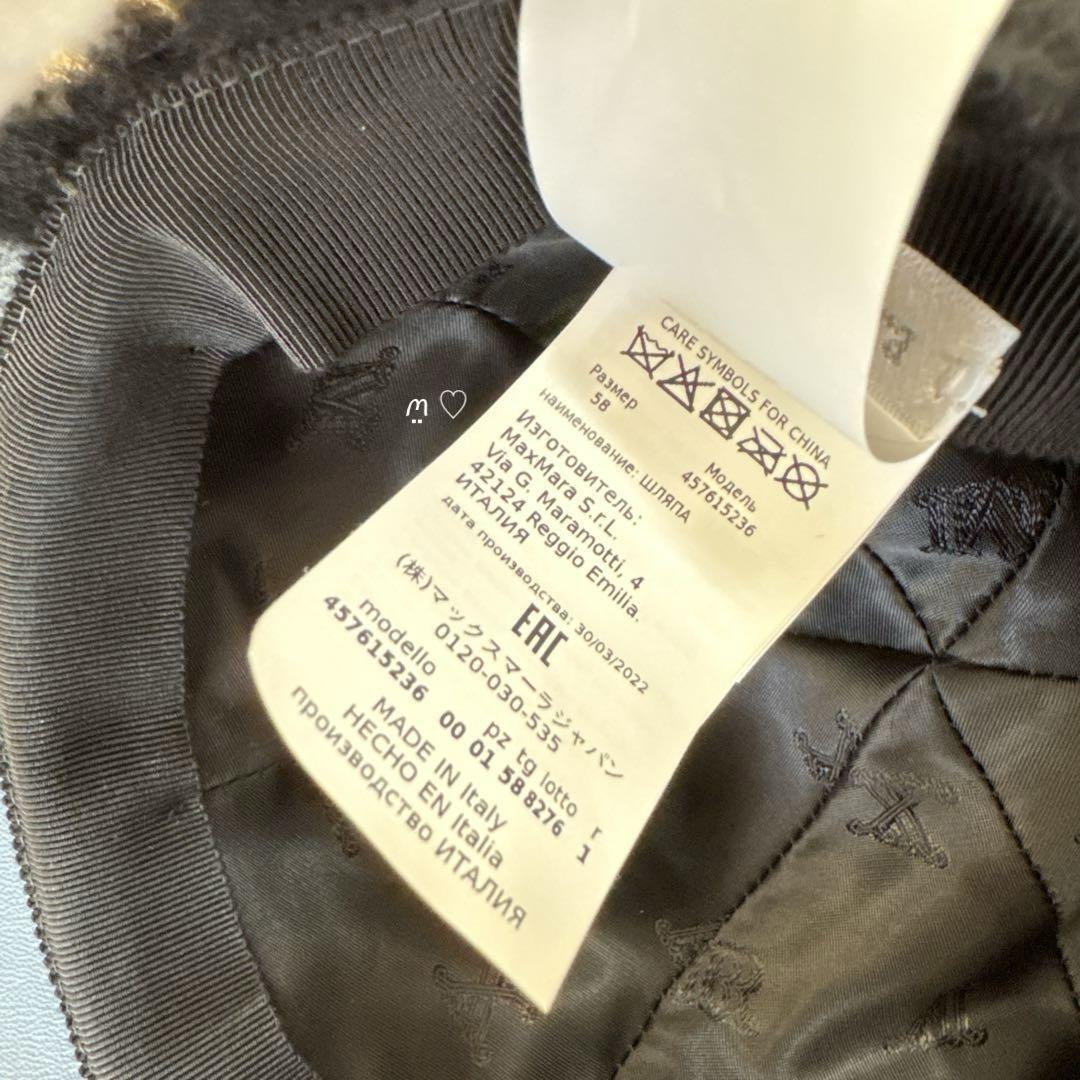 CARE SYMBOLS FOR CHINA
Размер
58
Модель
457615236
наименование: ШЛЯПА
ИЗГОТОВИТЕЛЬ:
MaxMara S.r.L.
Via G. Maramotti, 4
42124 Reggio Emilia.
ИТАЛИЯ
дата производства: 30/03/2022
EAC
(株)マックスマーラジャパン
0120-030-535
modello pz tg lotto r
457615236 00 01 58 8276 1
MADE IN Italy
HECHO EN Italia
производство ИТАЛИЯ